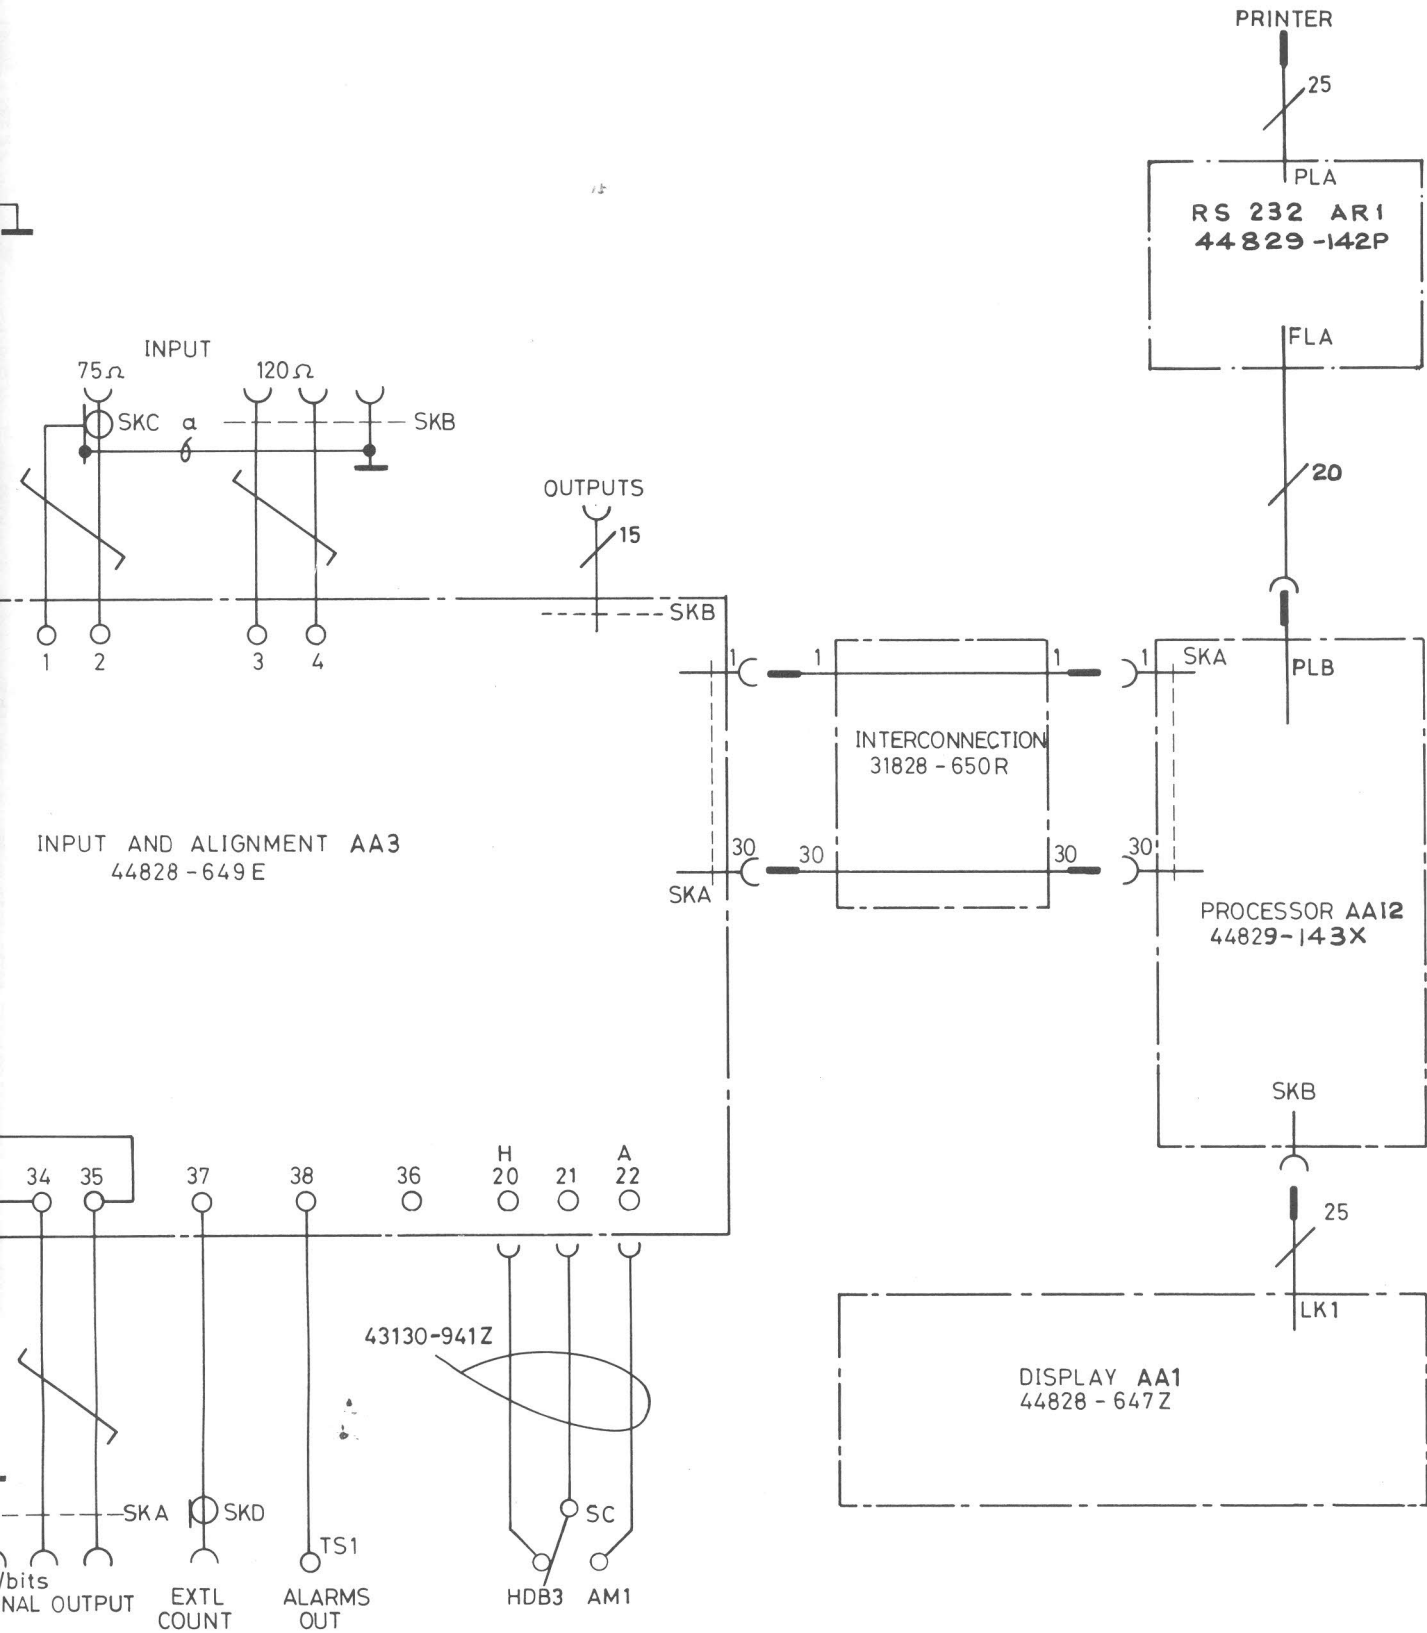 PRINTER
25
PLA
RS 232 AR1
44829-142P
FLA
20
INPUT
75Ω
120Ω
SKC
a
SKB
OUTPUTS
15
SKB
1
2
3
4
1
1
1
1
SKA
PLB
INTERCONNECTION
31828-650R
INPUT AND ALIGNMENT AA3
44828-649E
30
30
30
30
SKA
PROCESSOR AA12
44829-143X
SKB
34
35
37
38
36
H
20
21
A
22
25
LK1
43130-941Z
DISPLAY AA1
44828-647Z
SKA
SKD
TS1
SC
/bits
NAL OUTPUT
EXTL
COUNT
ALARMS
OUT
HDB3
AM1